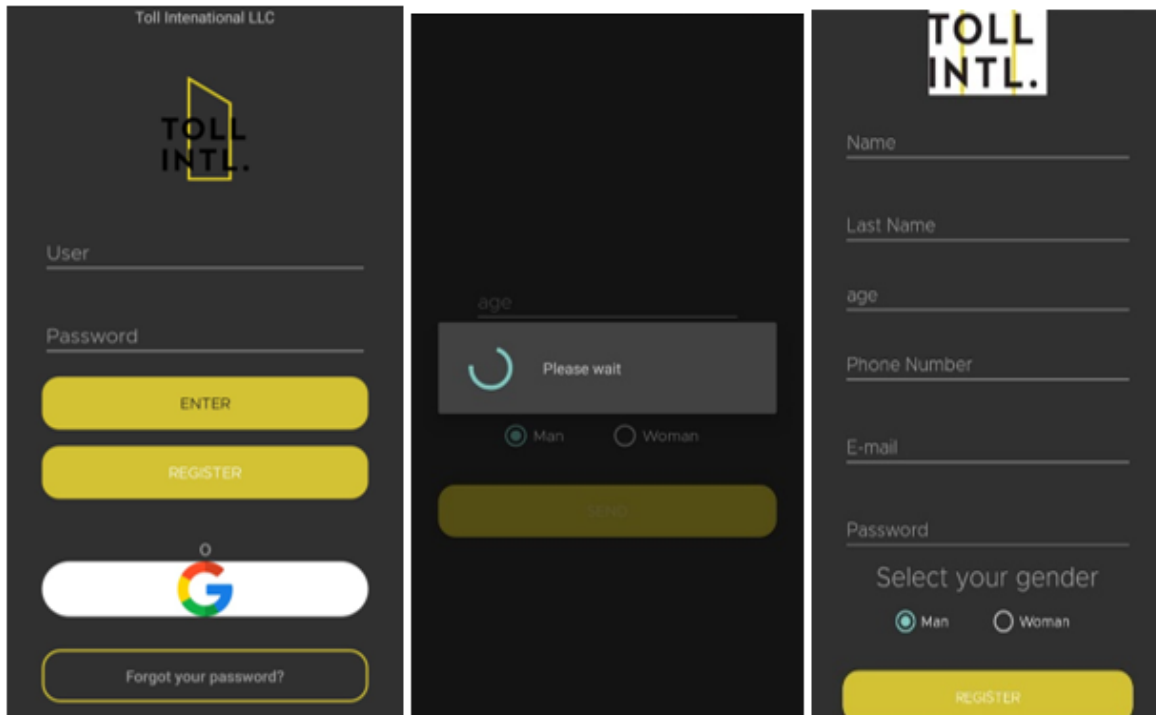 Toll Intenational LLC
TOLL
INTL.
User
Password
ENTER
REGISTER
O
Forgot your password?
age
Please wait
Man
Woman
SEND
TOLL
INTL.
Name
Last Name
age
Phone Number
E-mail
Password
Select your gender
Man
Woman
REGISTER